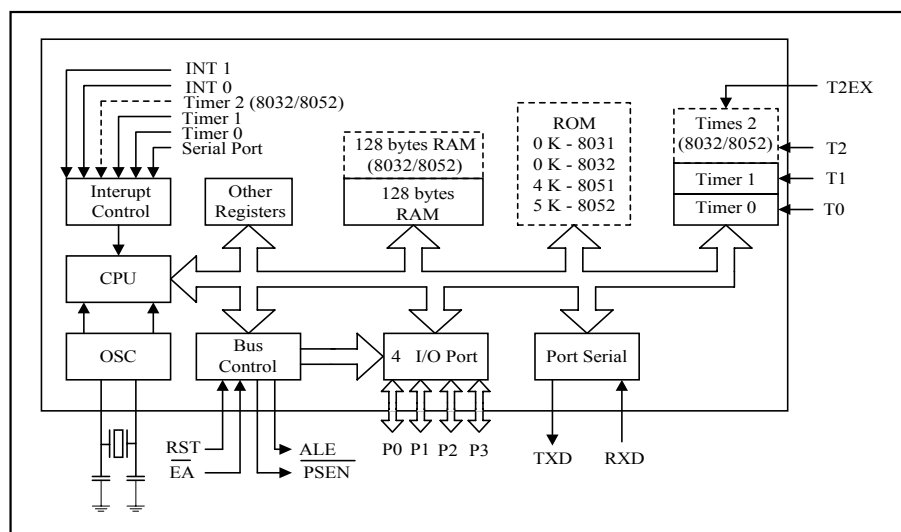 INT 1
INT 0
Timer 2 (8032/8052)
Timer 1
Timer 0
Serial Port
Interupt
Control
Other
Registers
128 bytes RAM
(8032/8052)
128 bytes
RAM
ROM
0 K - 8031
0 K - 8032
4 K - 8051
5 K - 8052
Times 2
(8032/8052)
Timer 1
Timer 0
T2EX
T2
T1
T0
CPU
OSC
Bus
Control
4 I/O Port
Port Serial
RST
EA
ALE
PSEN
P0 P1 P2 P3
TXD
RXD